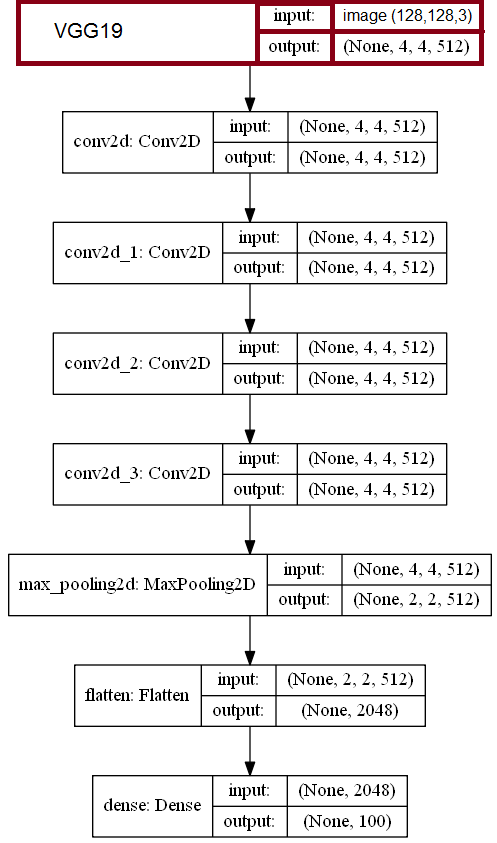 VGG19
input: image (128,128,3)
output: (None, 4, 4, 512)
conv2d: Conv2D
input: (None, 4, 4, 512)
output: (None, 4, 4, 512)
conv2d_1: Conv2D
input: (None, 4, 4, 512)
output: (None, 4, 4, 512)
conv2d_2: Conv2D
input: (None, 4, 4, 512)
output: (None, 4, 4, 512)
conv2d_3: Conv2D
input: (None, 4, 4, 512)
output: (None, 4, 4, 512)
max_pooling2d: MaxPooling2D
input: (None, 4, 4, 512)
output: (None, 2, 2, 512)
flatten: Flatten
input: (None, 2, 2, 512)
output: (None, 2048)
dense: Dense
input: (None, 2048)
output: (None, 100)